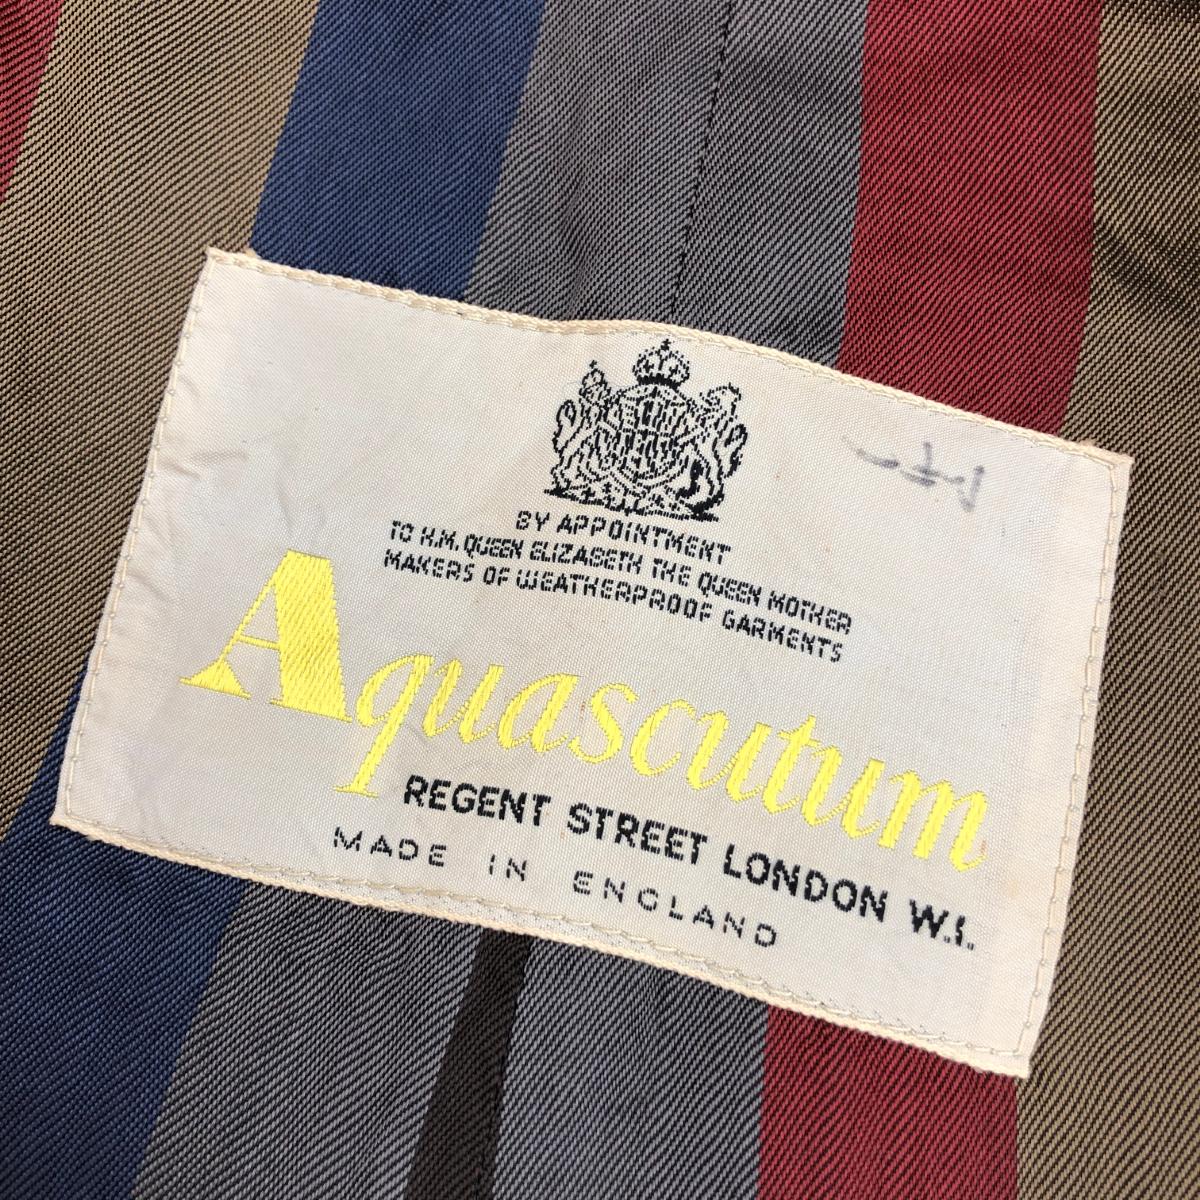 BY APPOINTMENT
TO H.M. QUEEN ELIZABETH THE QUEEN MOTHER
MAKERS OF WEATHERPROOF GARMENTS
Aquascutum
REGENT STREET LONDON W.I.
MADE IN ENGLAND